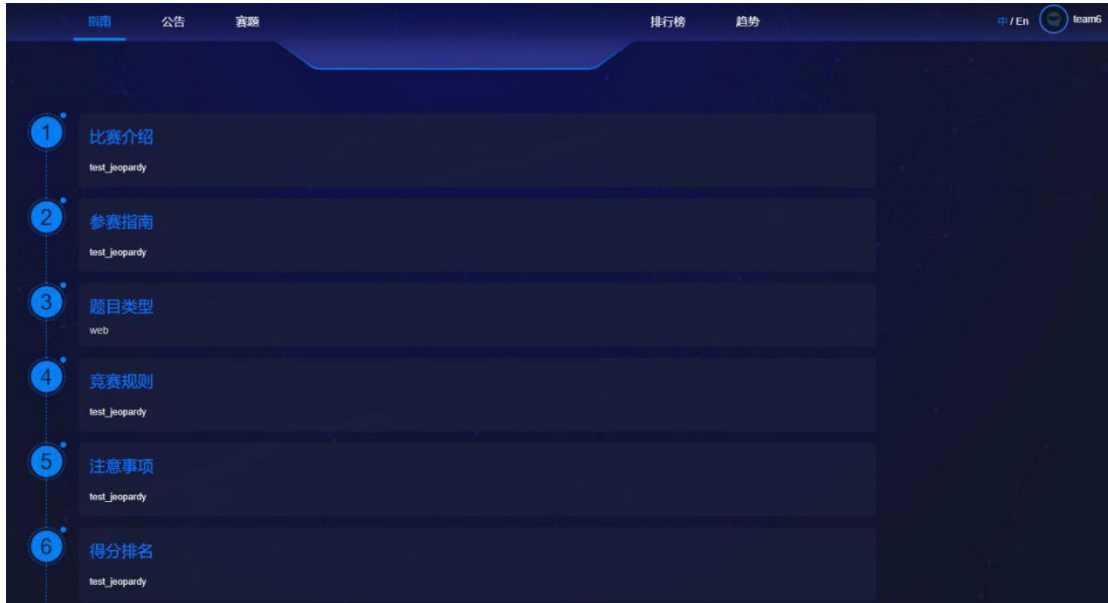 指南 公告 赛题 排行榜 趋势 中 / En team6
1
比赛介绍
test_jeopardy
2
参赛指南
test_jeopardy
3
题目类型
web
4
竞赛规则
test_jeopardy
5
注意事项
test_jeopardy
6
得分排名
test_jeopardy